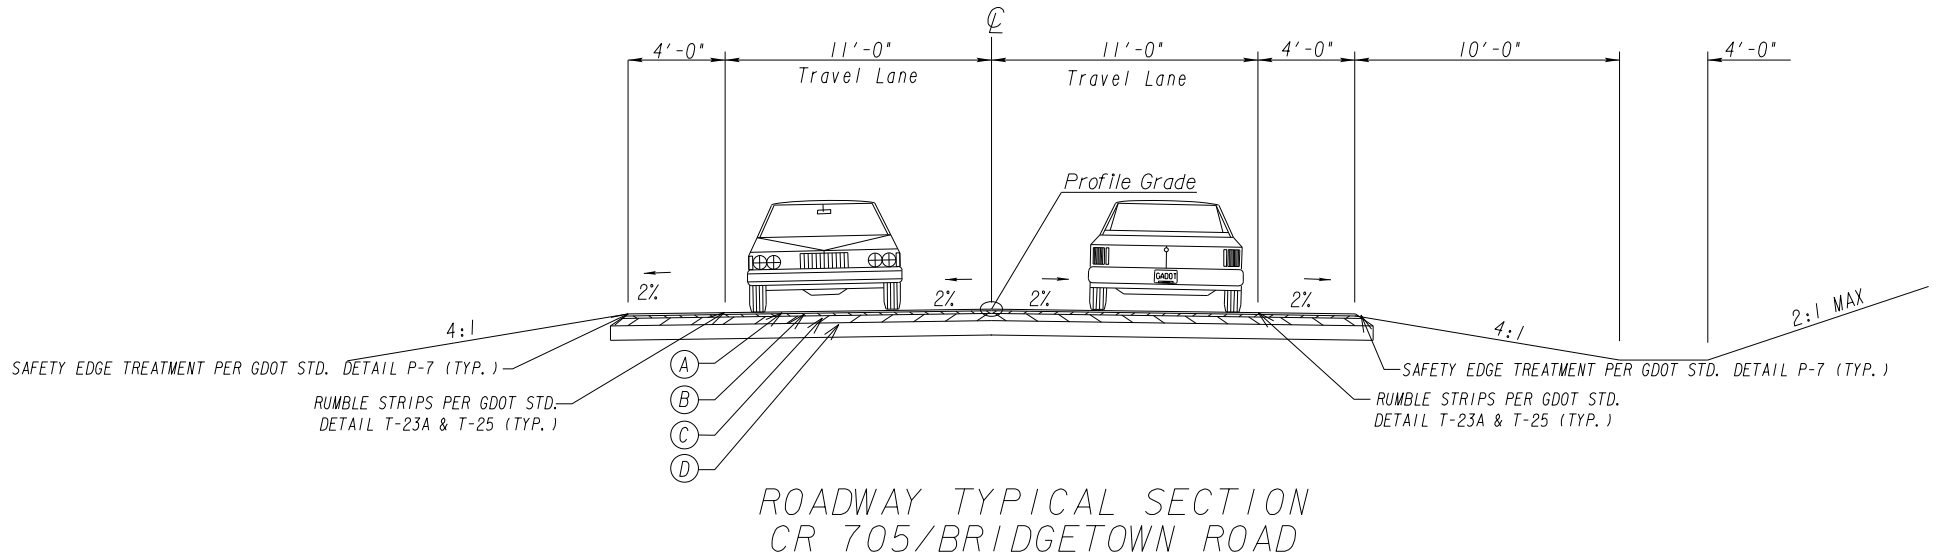 ℄
4'-0" 11'-0" 11'-0" 4'-0" 10'-0" 4'-0"
Travel Lane Travel Lane
Profile Grade
GADOT
2% 2% 2% 2%
4:1 4:1 2:1 MAX
SAFETY EDGE TREATMENT PER GDOT STD. DETAIL P-7 (TYP.)
RUMBLE STRIPS PER GDOT STD.
DETAIL T-23A & T-25 (TYP.)
A
B
C
D
SAFETY EDGE TREATMENT PER GDOT STD. DETAIL P-7 (TYP.)
RUMBLE STRIPS PER GDOT STD.
DETAIL T-23A & T-25 (TYP.)
ROADWAY TYPICAL SECTION
CR 705/BRIDGETOWN ROAD